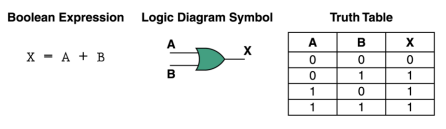 Boolean Expression Logic Diagram Symbol Truth Table
X = A + B
A
B
X
A B X
0 0 0
0 1 1
1 0 1
1 1 1